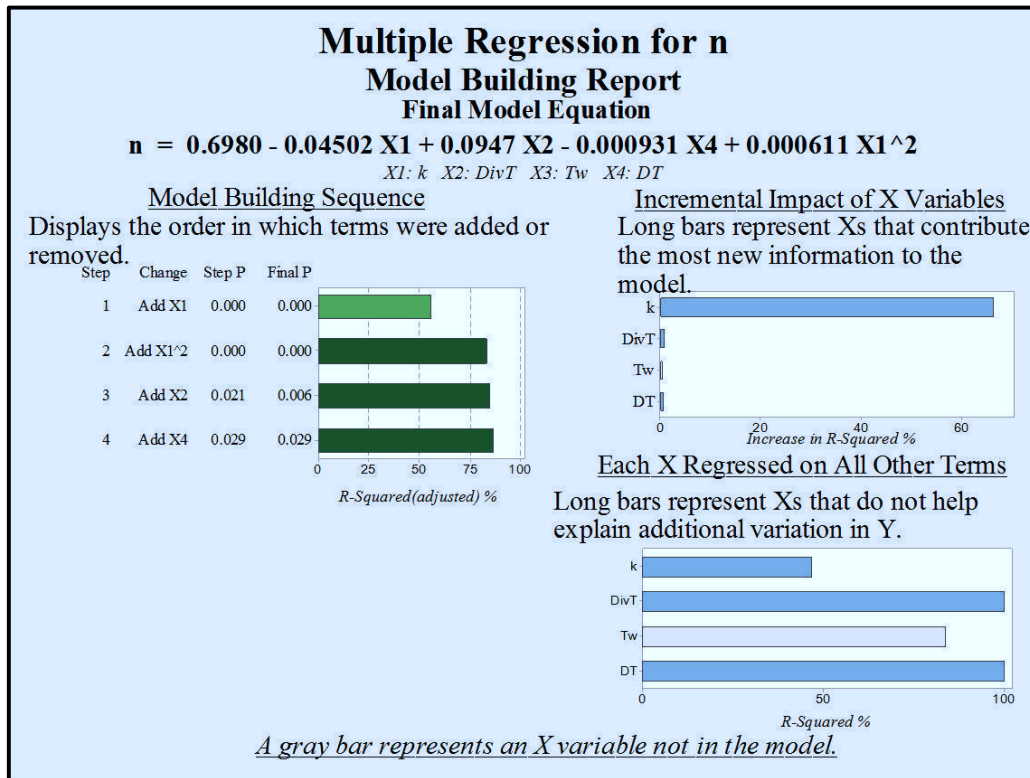 Multiple Regression for n
Model Building Report
Final Model Equation
n = 0.6980 - 0.04502 X1 + 0.0947 X2 - 0.000931 X4 + 0.000611 X1^2
X1: k X2: DivT X3: Tw X4: DT
Model Building Sequence
Displays the order in which terms were added or
removed.
Step Change Step P Final P
1 Add X1 0.000 0.000
2 Add X1^2 0.000 0.000
3 Add X2 0.021 0.006
4 Add X4 0.029 0.029
0 25 50 75 100
R-Squared(adjusted) %
Incremental Impact of X Variables
Long bars represent Xs that contribute
the most new information to the
model.
k
DivT
Tw
DT
0 20 40 60
Increase in R-Squared %
Each X Regressed on All Other Terms
Long bars represent Xs that do not help
explain additional variation in Y.
k
DivT
Tw
DT
0 50 100
R-Squared %
A gray bar represents an X variable not in the model.